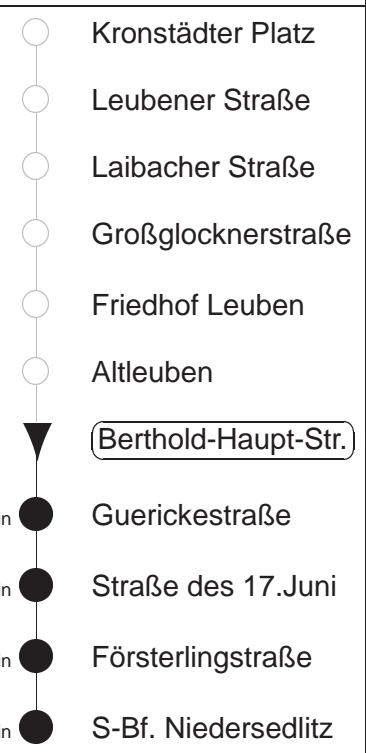 Kronstädter Platz
Leubener Straße
Laibacher Straße
Großglocknerstraße
Friedhof Leuben
Altleuben
Berthold-Haupt-Str.
Guerickestraße
Straße des 17.Juni
Försterlingstraße
S-Bf. Niedersedlitz